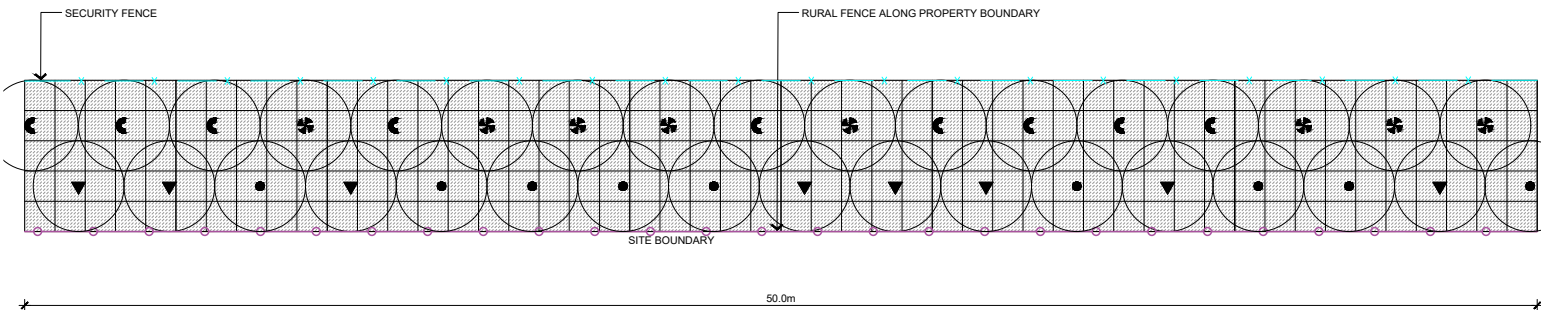 SECURITY FENCE
RURAL FENCE ALONG PROPERTY BOUNDARY
SITE BOUNDARY
50.0m